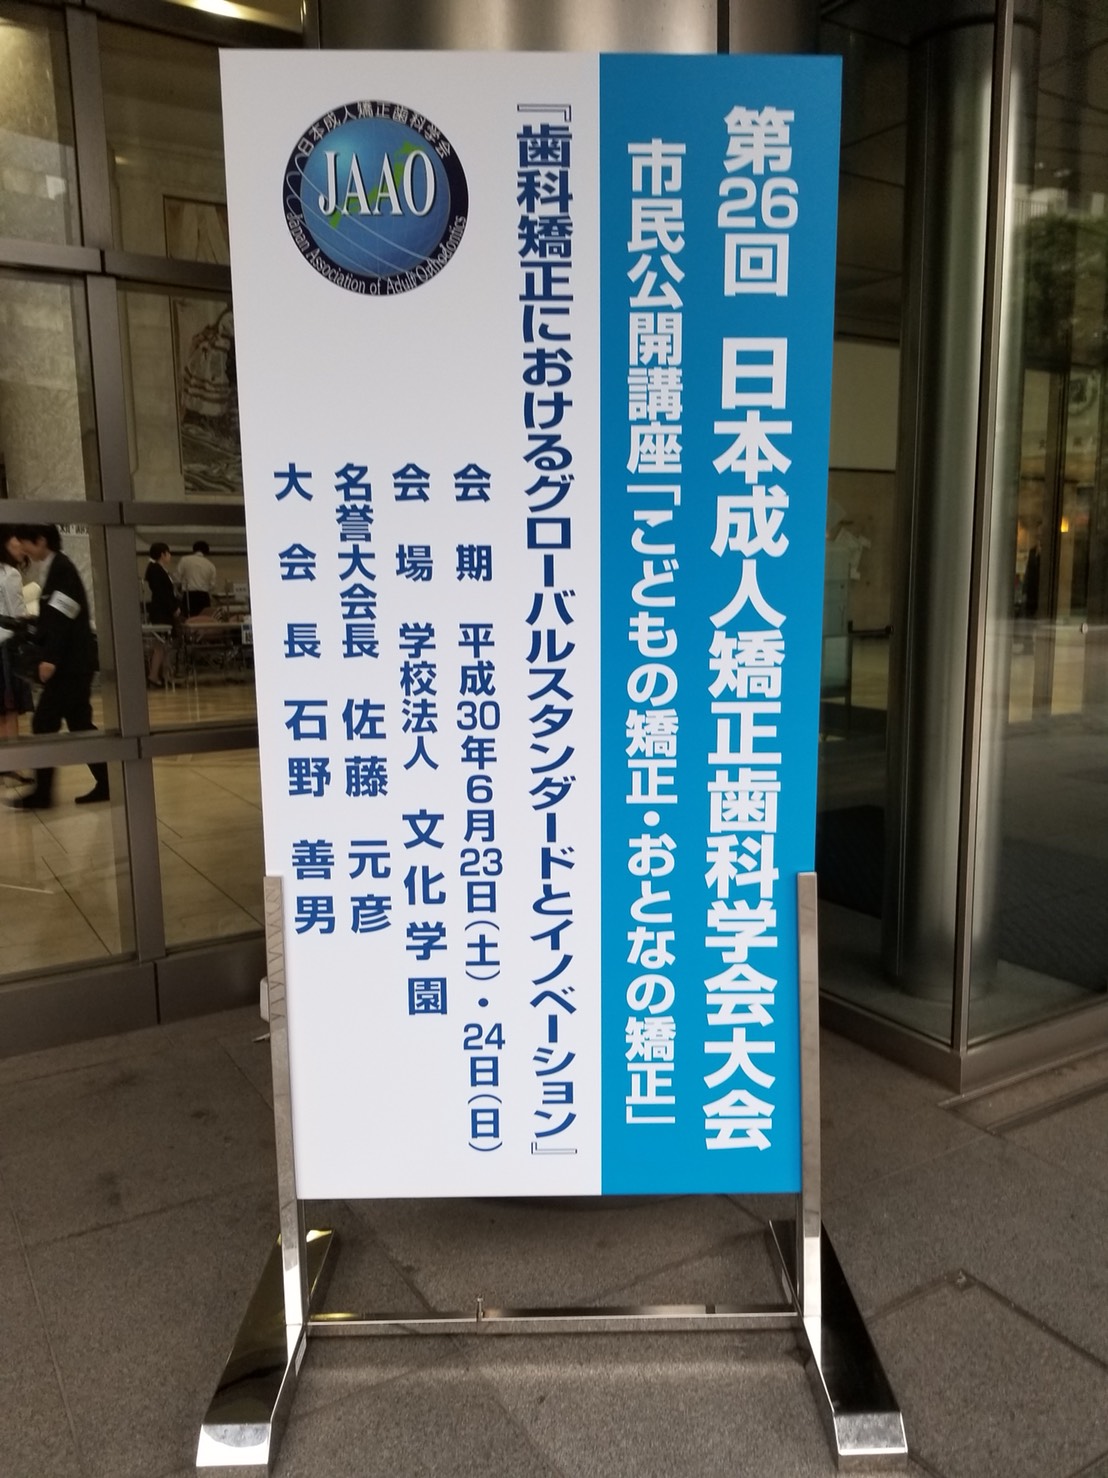 第26回 日本成人矯正歯科学会大会
市民公開講座「こどもの矯正・おとなの矯正」
『歯科矯正におけるグローバルスタンダードとイノベーション』
会期 平成30年6月23日(土)・24日(日)
会場 学校法人 文化学園
名誉大会長 佐藤 元彦
大会長 石野 善男
日本成人矯正歯科学会
JAAO
Japan Association of Adult Orthodontics